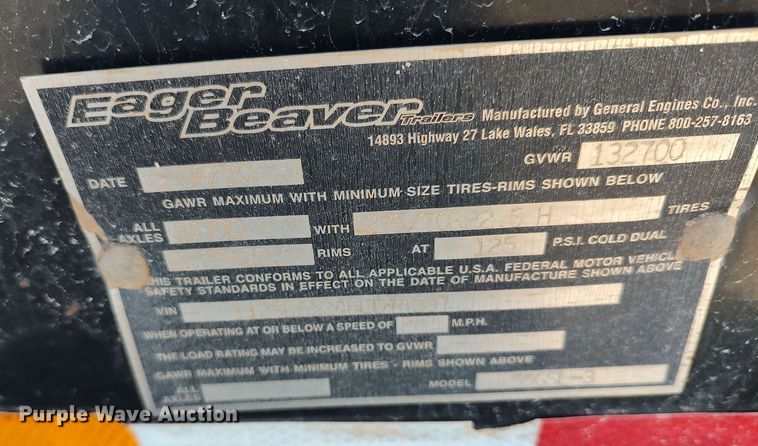 Eager Beaver Trailers Manufactured by General Engines Co., Inc.
14893 Highway 27 Lake Wales, FL 33859 PHONE 800-257-8163
GVWR 132700
DATE
GAWR MAXIMUM WITH MINIMUM SIZE TIRES-RIMS SHOWN BELOW
ALL AXLES WITH 275/70R22.5 H TIRES
RIMS AT 125 P.S.I. COLD DUAL
THIS TRAILER CONFORMS TO ALL APPLICABLE U.S.A. FEDERAL MOTOR VEHICLE
SAFETY STANDARDS IN EFFECT ON THE DATE OF MANUFACTURE SHOWN ABOVE
VIN
WHEN OPERATING AT OR BELOW A SPEED OF M.P.H.
THE LOAD RATING MAY BE INCREASED TO GVWR
GAWR MAXIMUM WITH MINIMUM TIRES - RIMS SHOWN ABOVE
ALL AXLES MODEL
Purple Wave Auction